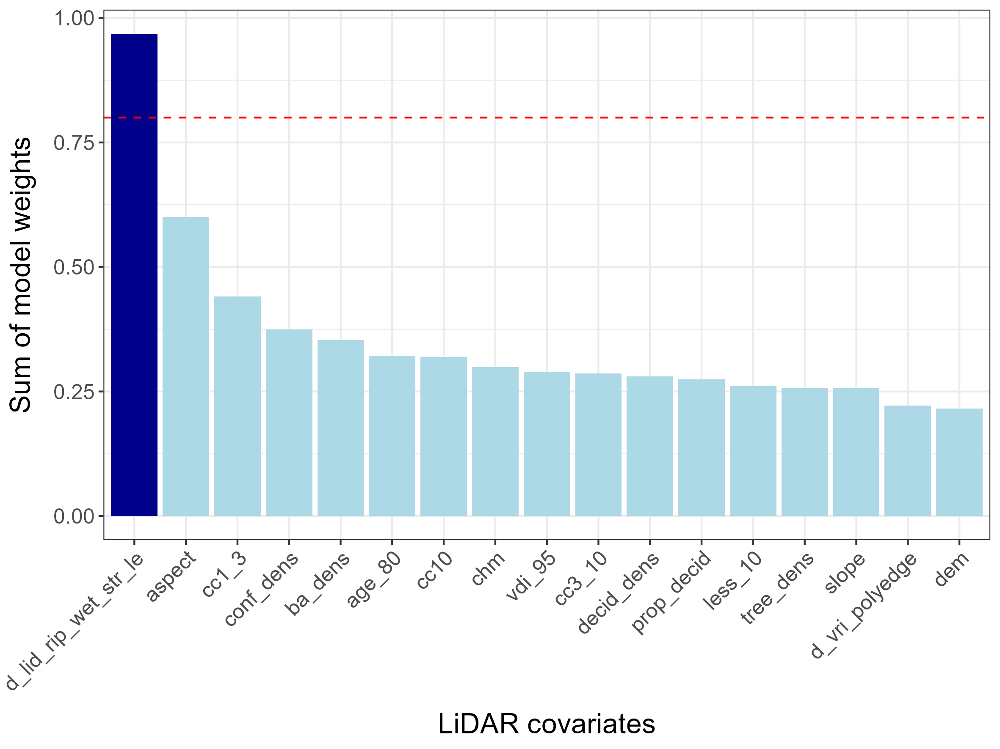 Sum of model weights
1.00
0.75
0.50
0.25
0.00
d_lid_rip_wet_str_le
aspect
cc1_3
conf_dens
ba_dens
age_80
cc10
chm
vdi_95
cc3_10
decid_dens
prop_decid
less_10
tree_dens
slope
d_vri_polyedge
dem
LiDAR covariates